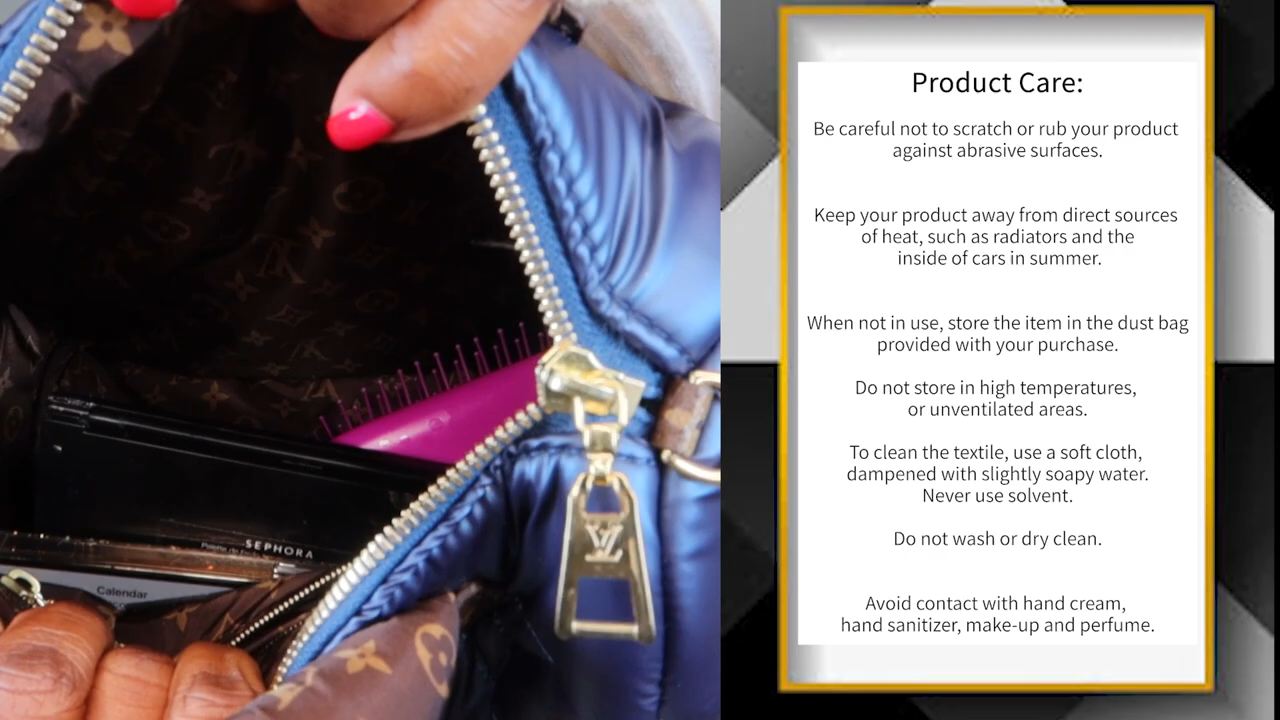 SEPHORA
Calendar
LV
Product Care:
Be careful not to scratch or rub your product
against abrasive surfaces.
Keep your product away from direct sources
of heat, such as radiators and the
inside of cars in summer.
When not in use, store the item in the dust bag
provided with your purchase.
Do not store in high temperatures,
or unventilated areas.
To clean the textile, use a soft cloth,
dampened with slightly soapy water.
Never use solvent.
Do not wash or dry clean.
Avoid contact with hand cream,
hand sanitizer, make-up and perfume.